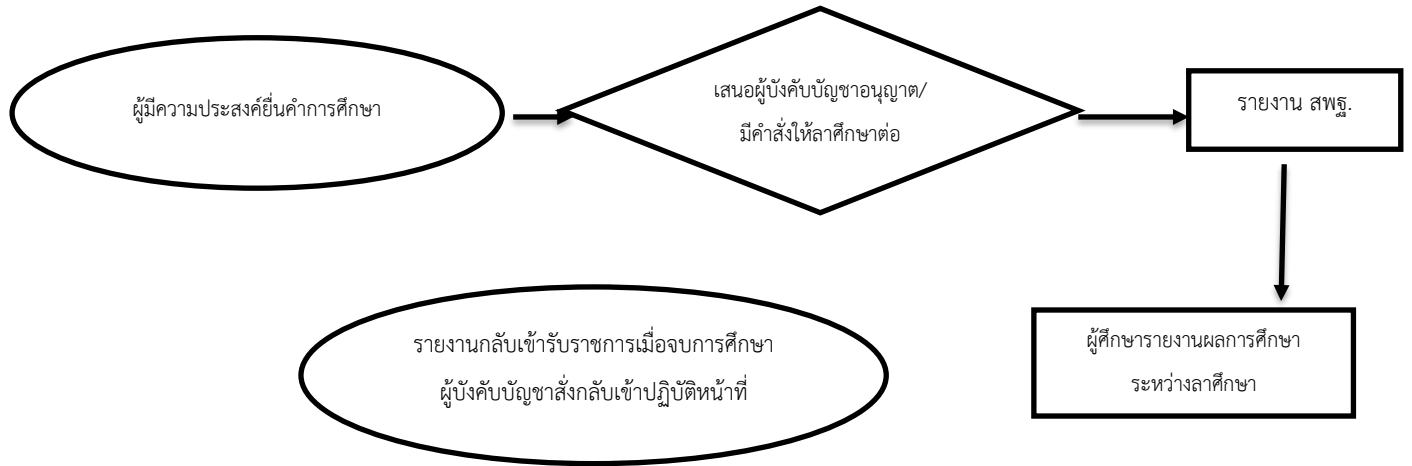 ผู้มีความประสงค์ยื่นคำการศึกษา
เสนอผู้บังคับบัญชาอนุญาต/
มีคำสั่งให้ลาศึกษาต่อ
รายงาน สพฐ.
ผู้ศึกษารายงานผลการศึกษา
ระหว่างลาศึกษา
รายงานกลับเข้ารับราชการเมื่อจบการศึกษา
ผู้บังคับบัญชาสั่งกลับเข้าปฏิบัติหน้าที่